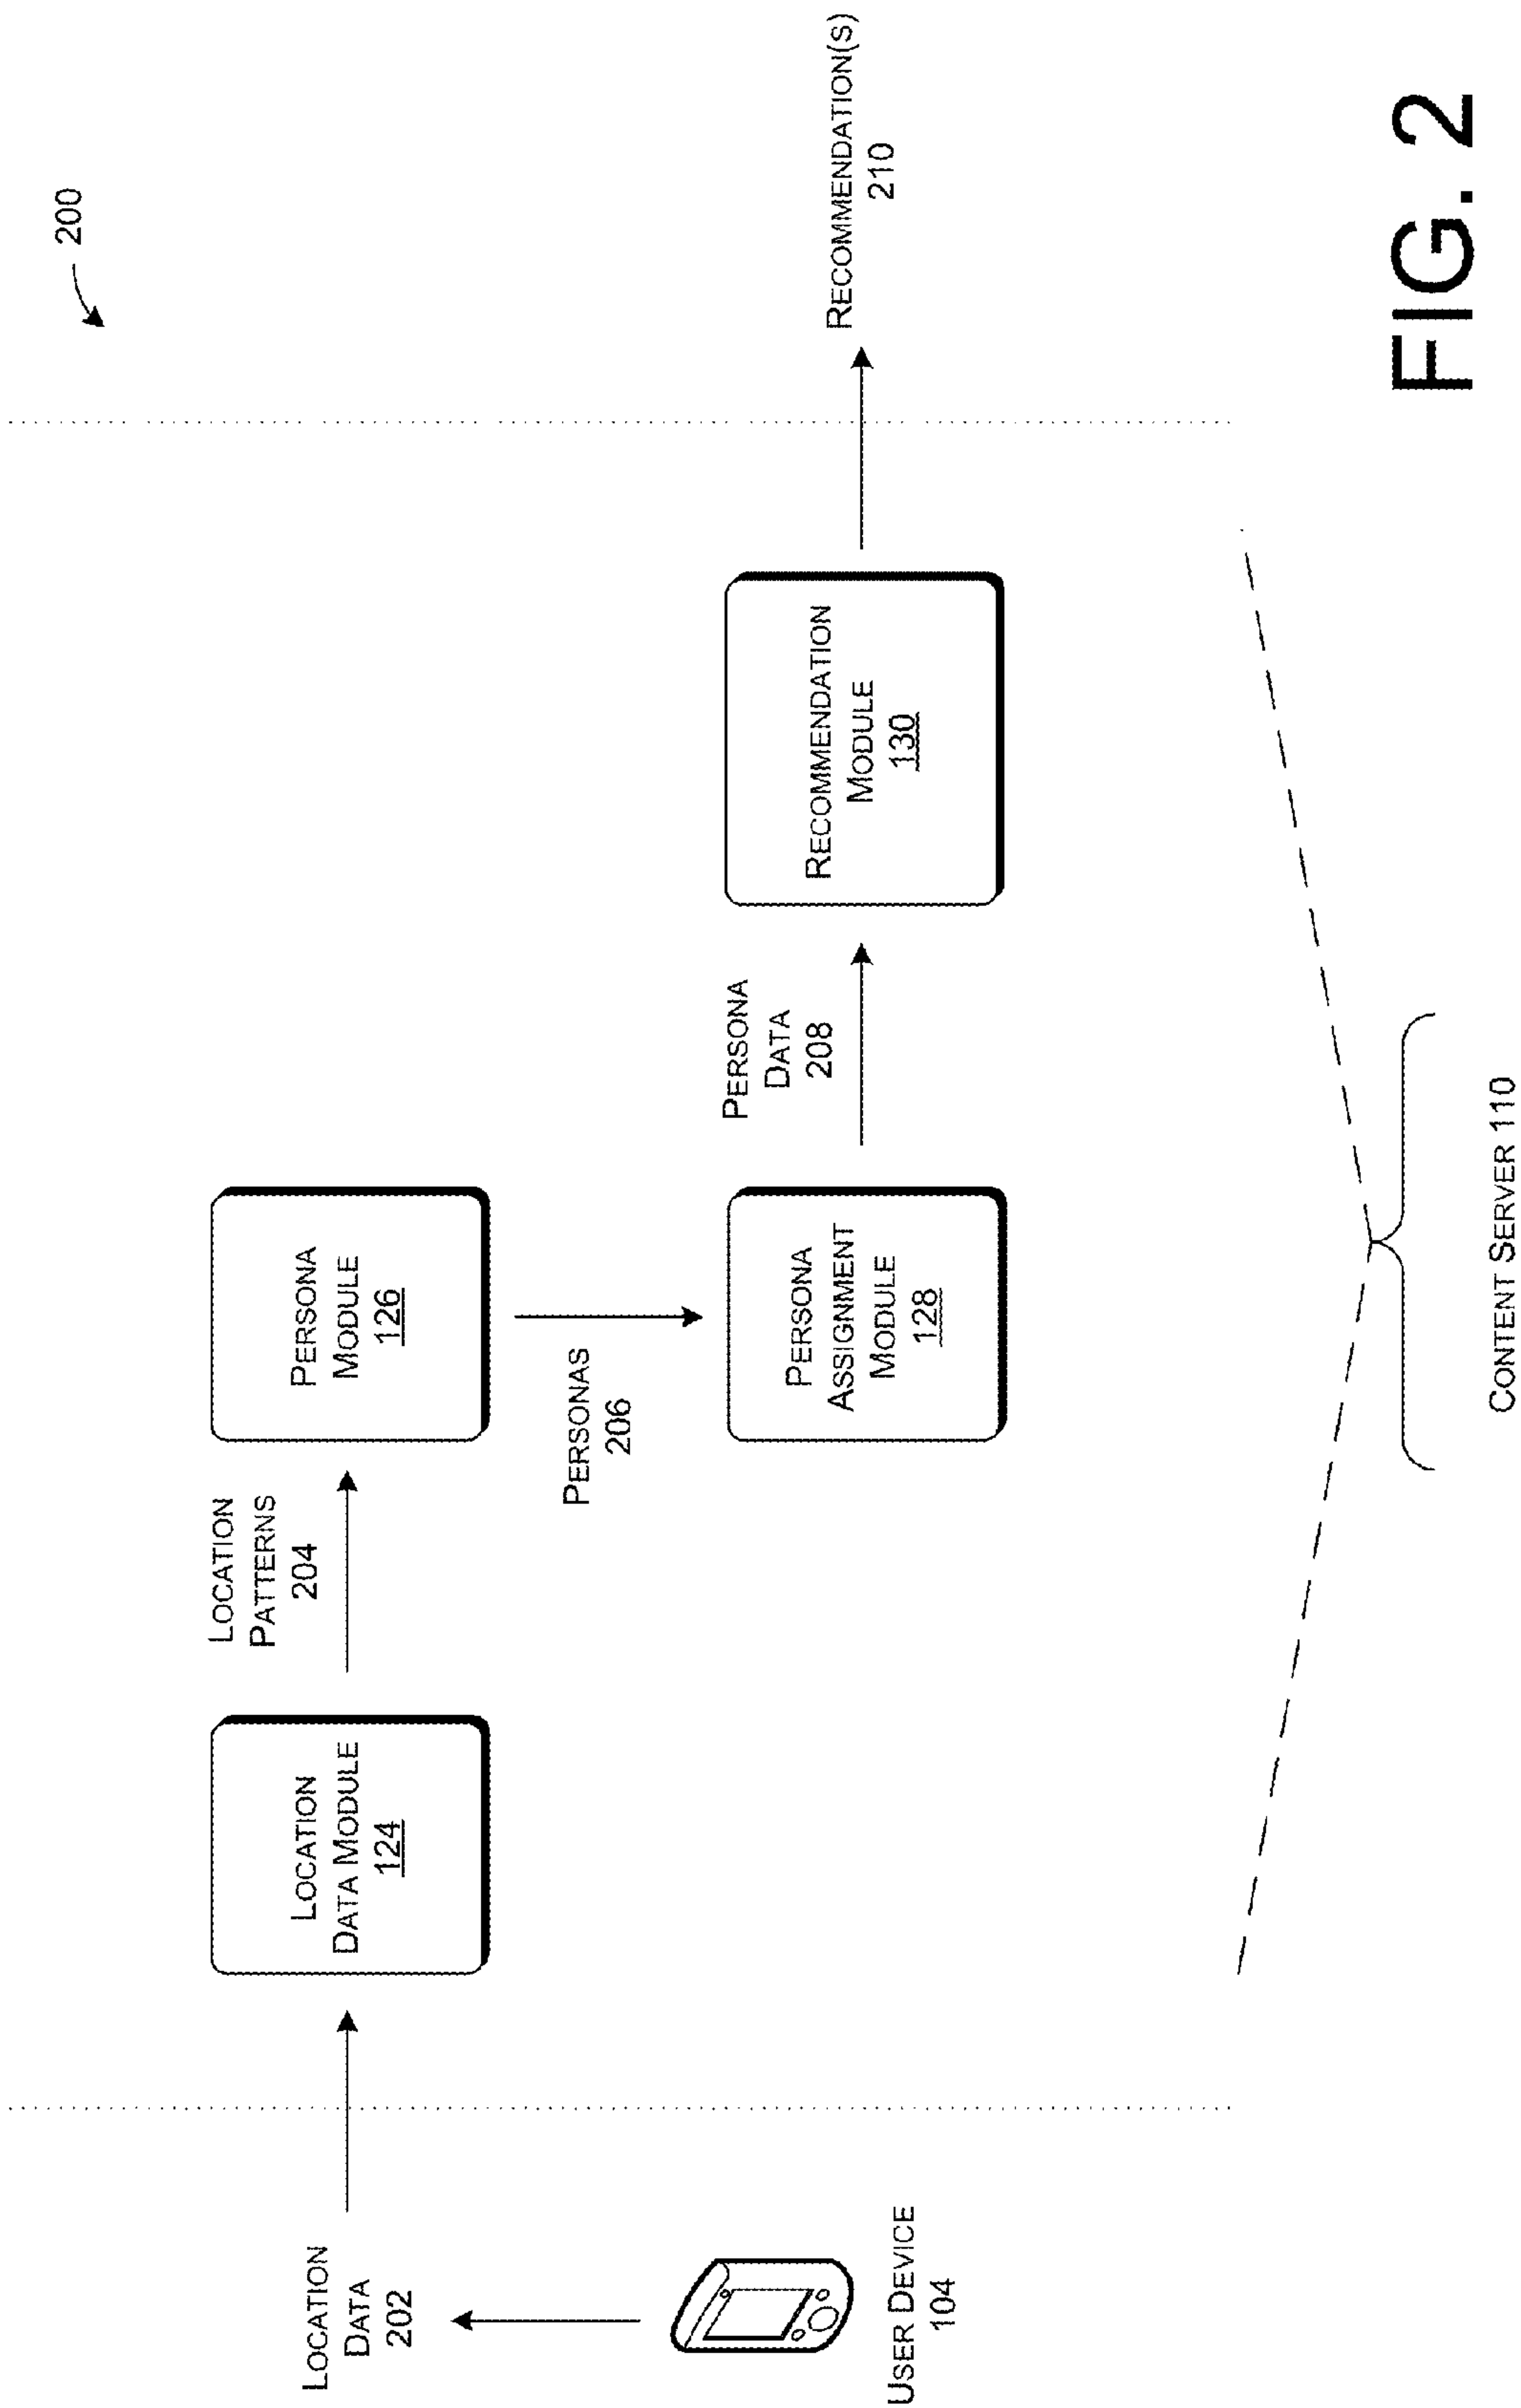 200
LOCATION
DATA
202
USER DEVICE
104
LOCATION
DATA MODULE
124
LOCATION
PATTERNS
204
PERSONA
MODULE
126
PERSONAS
206
PERSONA
ASSIGNMENT
MODULE
128
PERSONA
DATA
208
RECOMMENDATION
MODULE
130
RECOMMENDATION(S)
210
CONTENT SERVER 110
FIG. 2